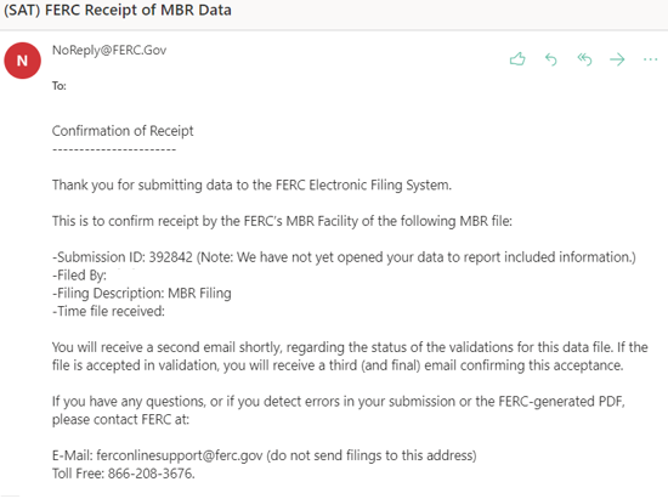 (SAT) FERC Receipt of MBR Data
N
NoReply@FERC.Gov
To:
Confirmation of Receipt
-----------------------
Thank you for submitting data to the FERC Electronic Filing System.
This is to confirm receipt by the FERC's MBR Facility of the following MBR file:
-Submission ID: 392842 (Note: We have not yet opened your data to report included information.)
-Filed By:
-Filing Description: MBR Filing
-Time file received:
You will receive a second email shortly, regarding the status of the validations for this data file. If the
file is accepted in validation, you will receive a third (and final) email confirming this acceptance.
If you have any questions, or if you detect errors in your submission or the FERC-generated PDF,
please contact FERC at:
E-Mail: ferconlinesupport@ferc.gov (do not send filings to this address)
Toll Free: 866-208-3676.